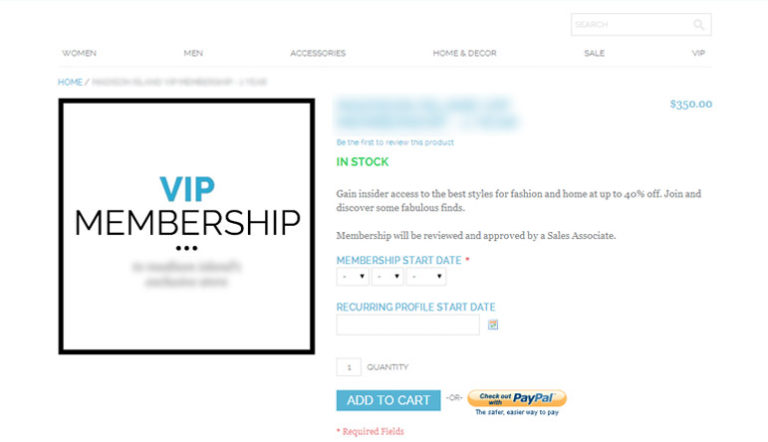 SEARCH
WOMEN MEN ACCESSORIES HOME & DECOR SALE VIP
HOME /
VIP
MEMBERSHIP
$350.00
Be the first to review this product
IN STOCK
Gain insider access to the best styles for fashion and home at up to 40% off. Join and
discover some fabulous finds.
Membership will be reviewed and approved by a Sales Associate.
MEMBERSHIP START DATE *
- - -
RECURRING PROFILE START DATE
1 QUANTITY
ADD TO CART -OR- Check out with PayPal
The safer, easier way to pay
* Required Fields